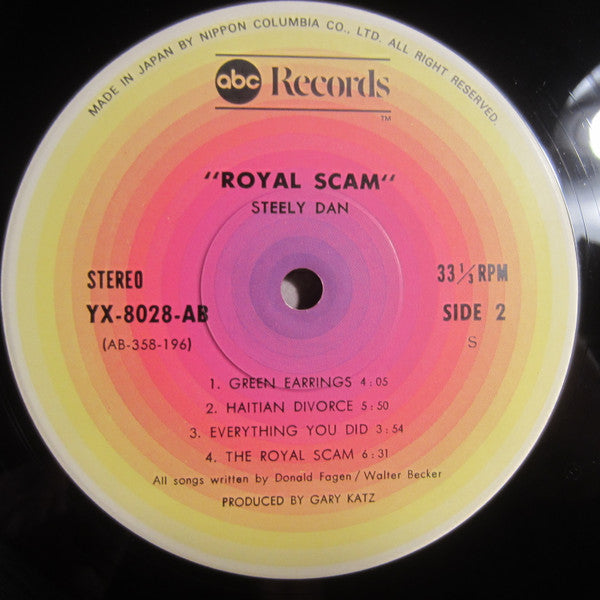 MADE IN JAPAN BY NIPPON COLUMBIA CO., LTD. ALL RIGHT RESERVED.
abc Records
TM
"ROYAL SCAM"
STEELY DAN
STEREO 33 1/3 RPM
YX-8028-AB SIDE 2
(AB-358-196) S
1. GREEN EARRINGS 4:05
2. HAITIAN DIVORCE 5:50
3. EVERYTHING YOU DID 3:54
4. THE ROYAL SCAM 6:31
All songs written by Donald Fagen/Walter Becker
PRODUCED BY GARY KATZ